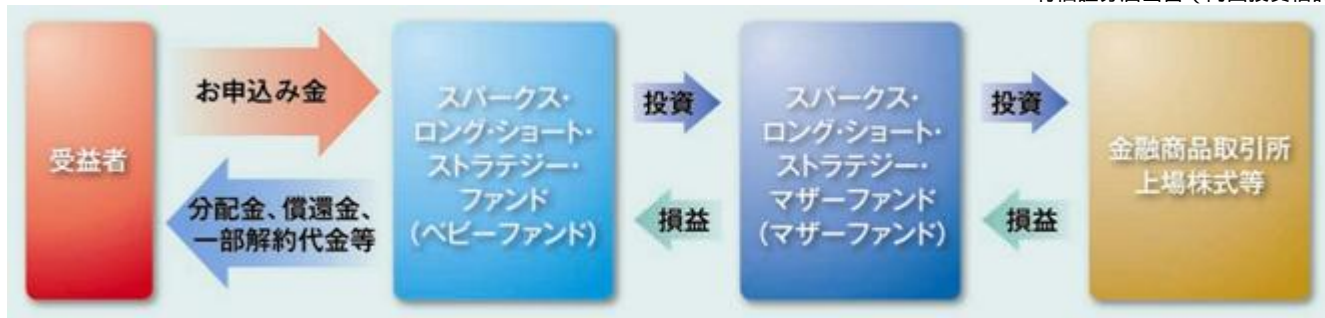 受益者
お申込み金
分配金、償還金、
一部解約代金等
スパークス・
ロング・ショート・
ストラテジー・
ファンド
(ベビーファンド)
投資
損益
スパークス・
ロング・ショート・
ストラテジー・
マザーファンド
(マザーファンド)
投資
損益
金融商品取引所
上場株式等